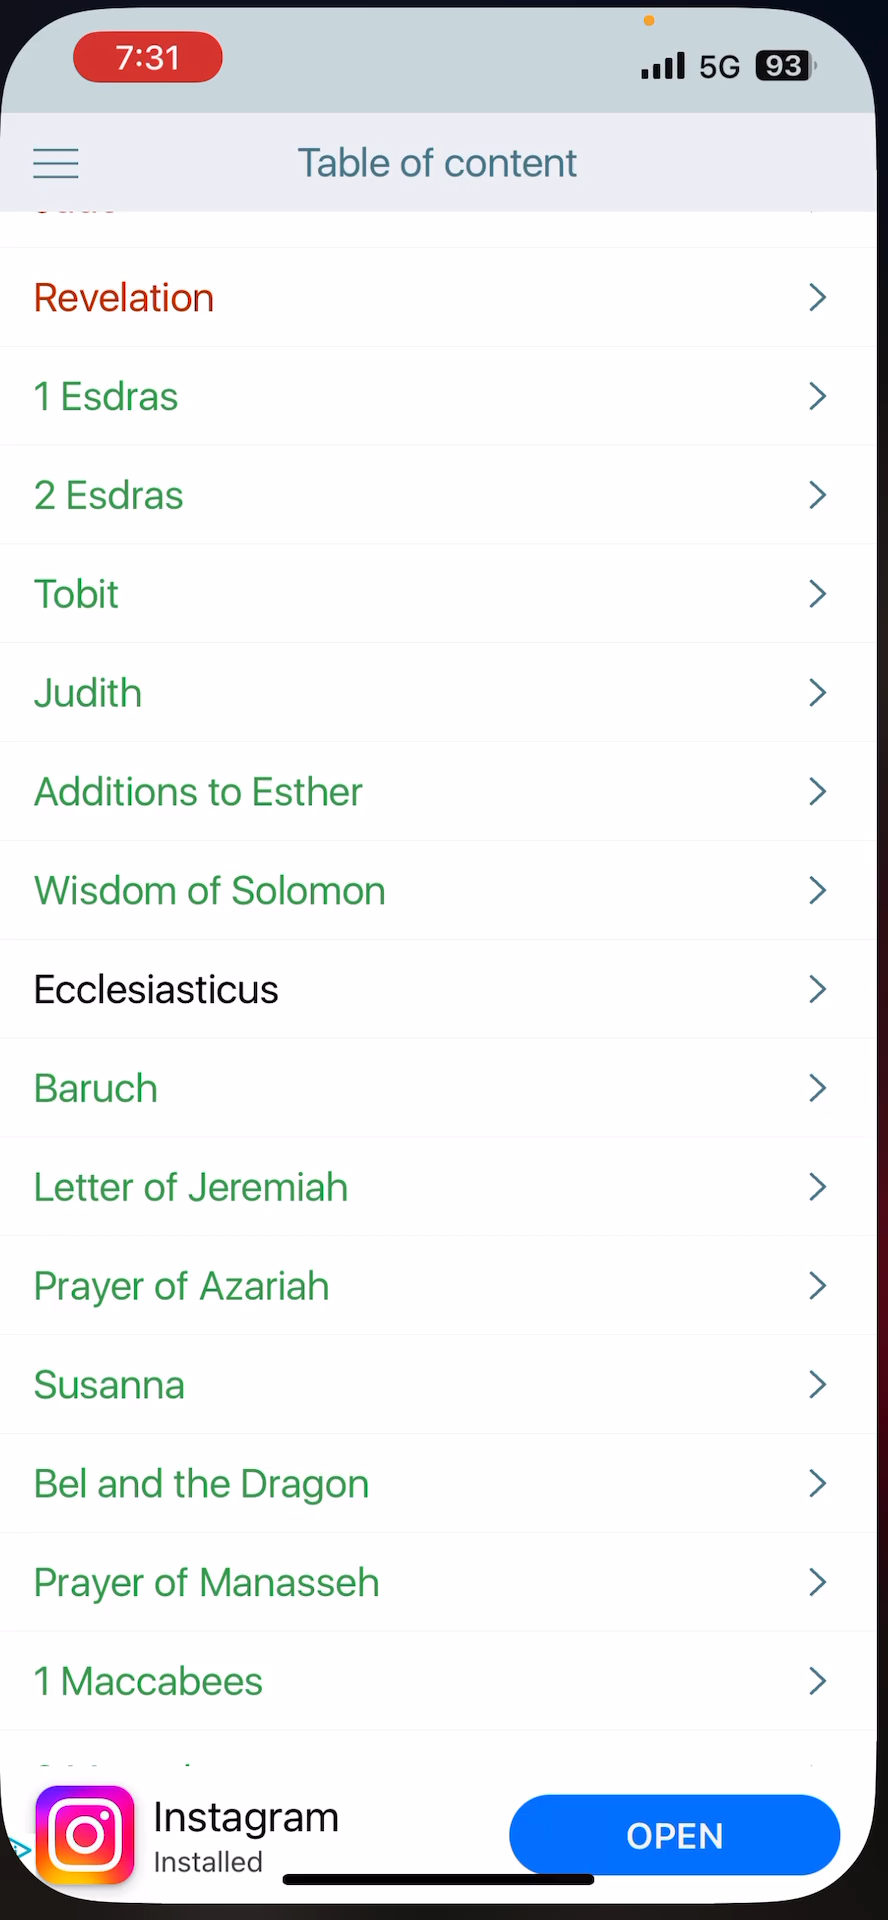 7:31
5G 93
Table of content
Revelation
1 Esdras
2 Esdras
Tobit
Judith
Additions to Esther
Wisdom of Solomon
Ecclesiasticus
Baruch
Letter of Jeremiah
Prayer of Azariah
Susanna
Bel and the Dragon
Prayer of Manasseh
1 Maccabees
Instagram
Installed
OPEN